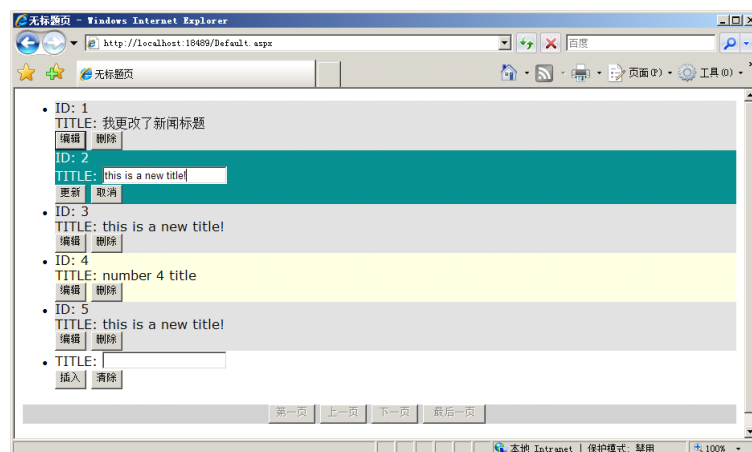 无标题页 - Windows Internet Explorer
http://localhost:18489/Default.aspx
百度
无标题页
页面(P)
工具(O)
ID: 1
TITLE: 我更改了新闻标题
编辑 删除
ID: 2
TITLE: this is a new title!
更新 取消
ID: 3
TITLE: this is a new title!
编辑 删除
ID: 4
TITLE: number 4 title
编辑 删除
ID: 5
TITLE: this is a new title!
编辑 删除
TITLE:
插入 清除
第一页 上一页 下一页 最后一页
本地 Intranet | 保护模式: 禁用 100%